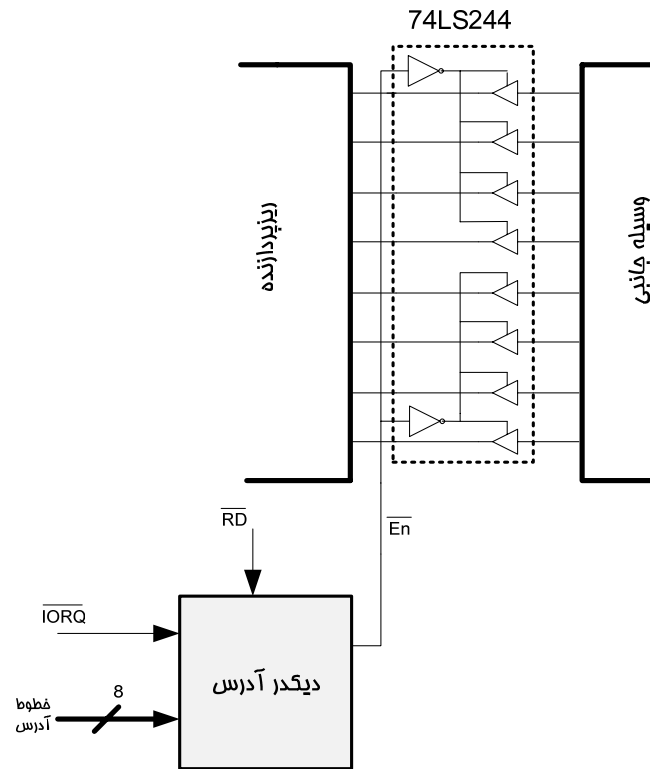 74LS244
ریزپردازنده
وسیله جانبی
RD
En
IORQ
دیکدر آدرس
8
خطوط
آدرس